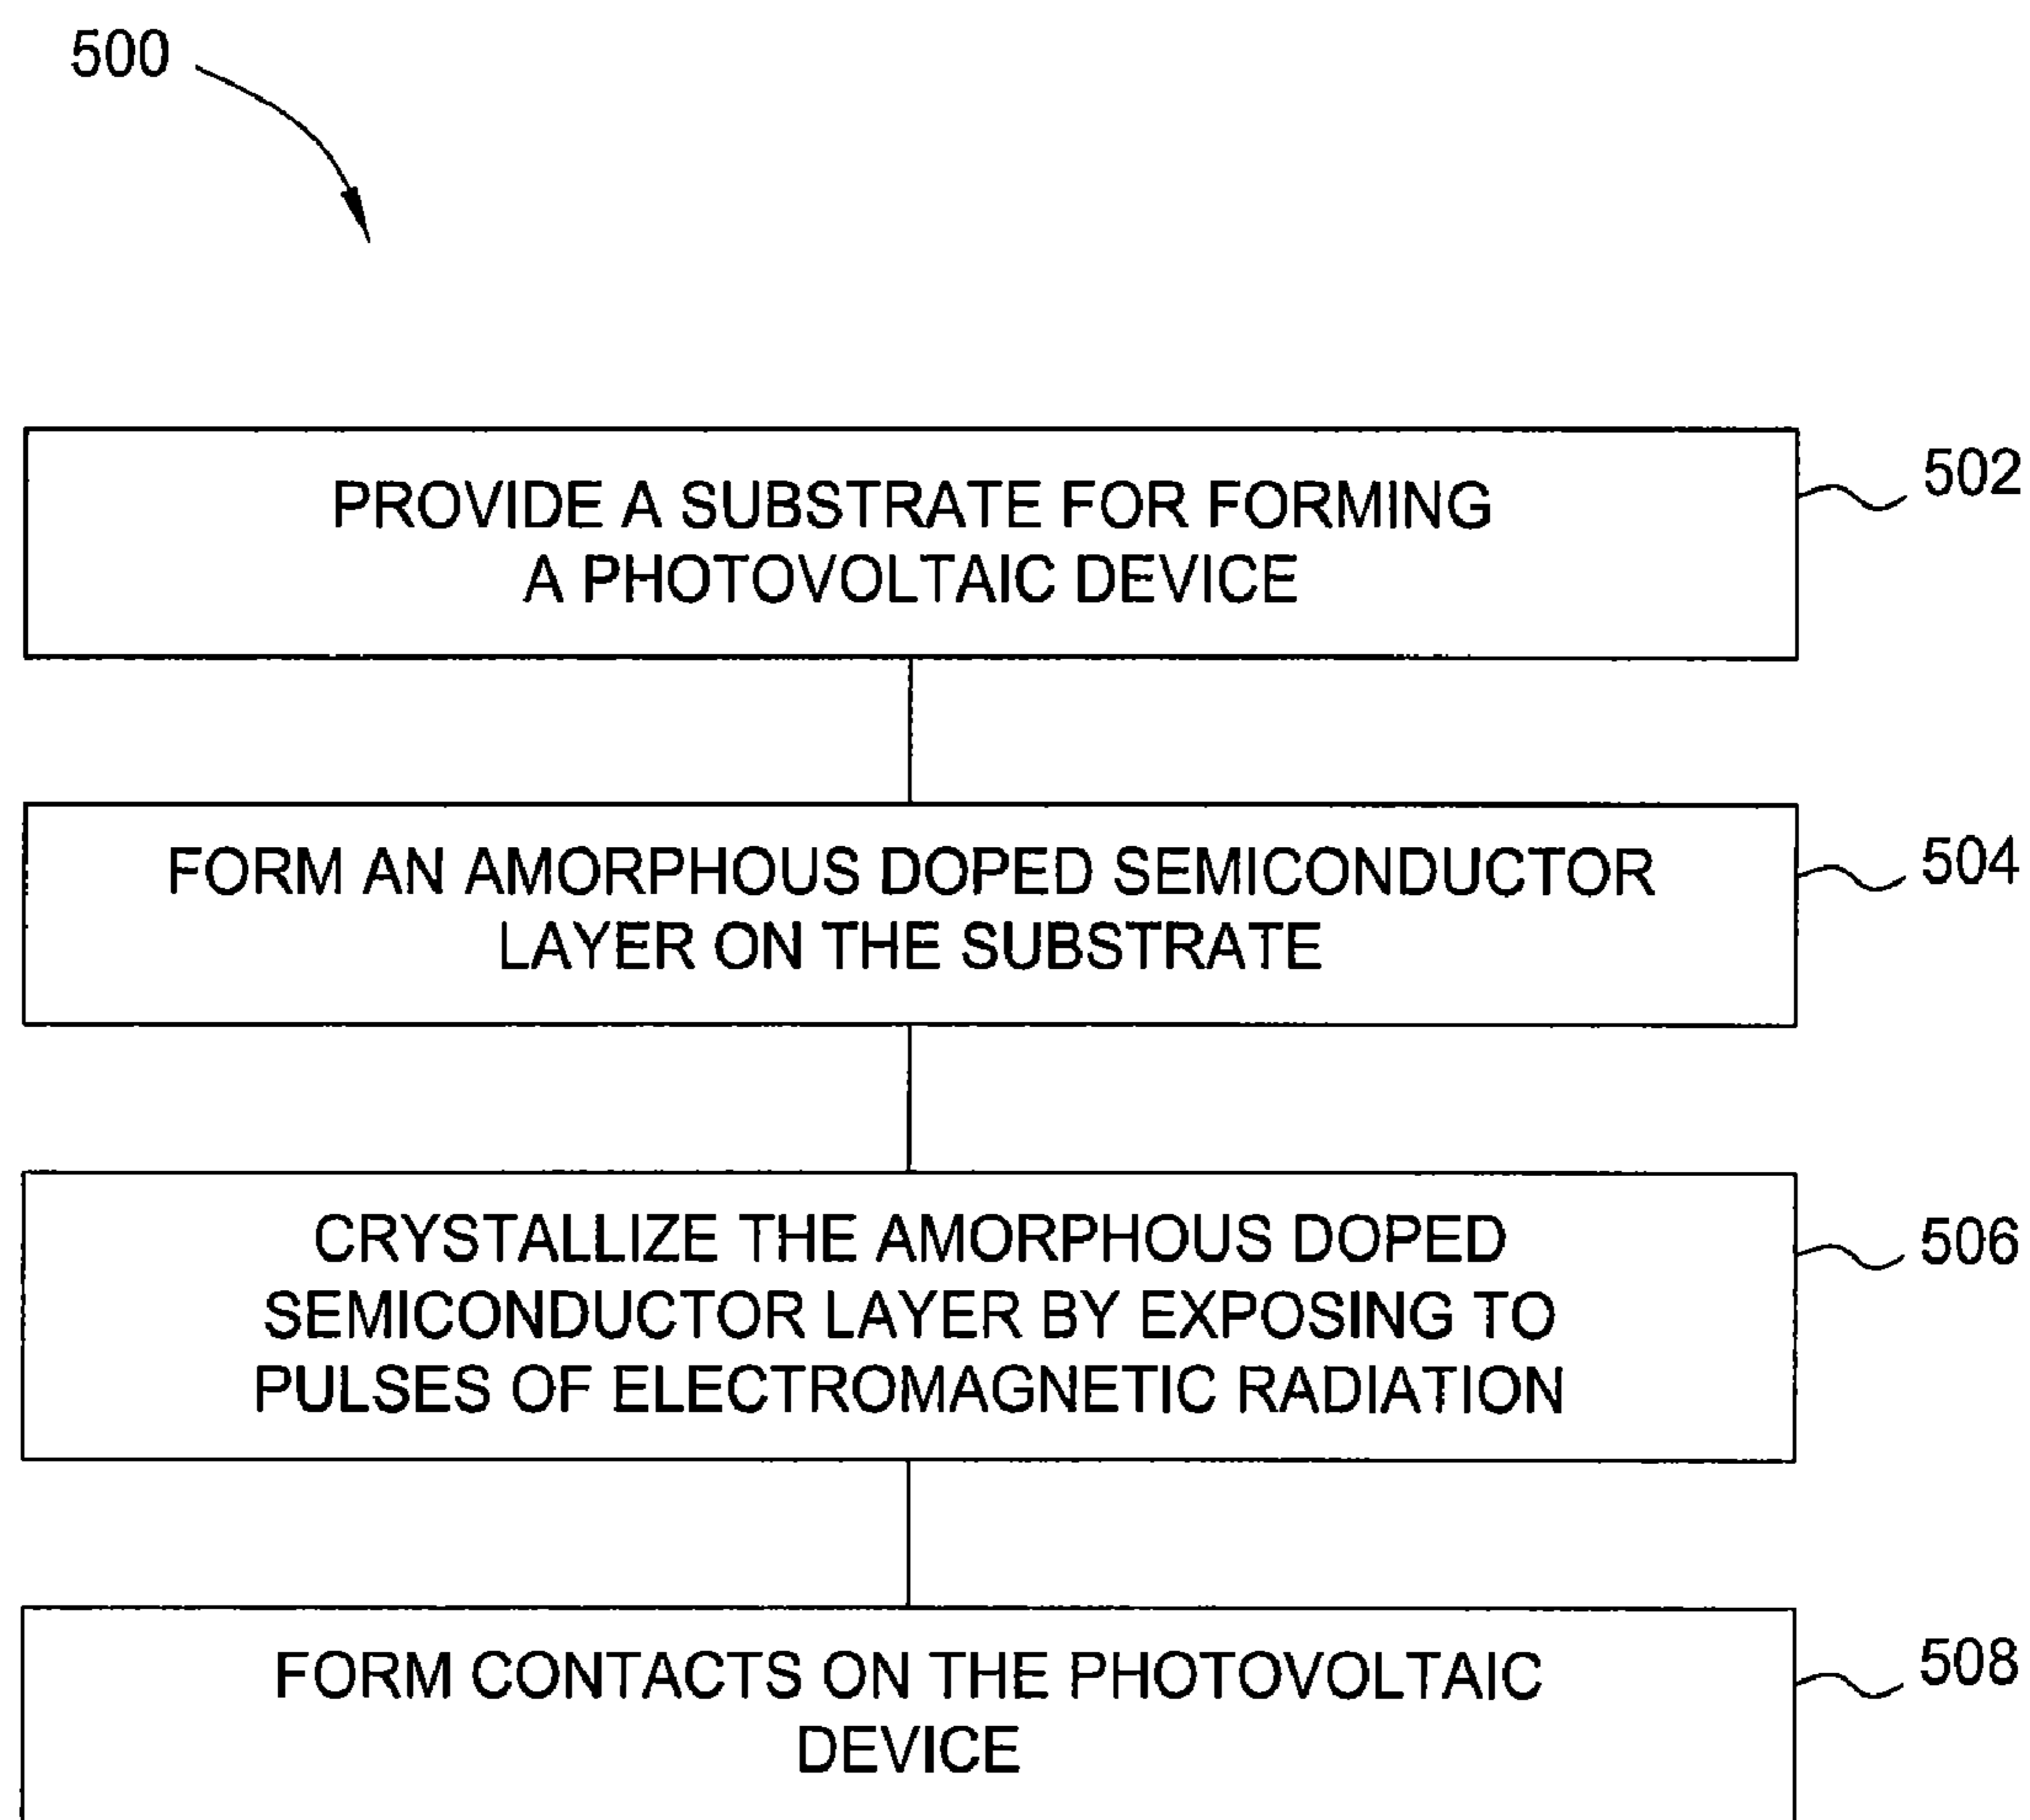 500
PROVIDE A SUBSTRATE FOR FORMING
A PHOTOVOLTAIC DEVICE
502
FORM AN AMORPHOUS DOPED SEMICONDUCTOR
LAYER ON THE SUBSTRATE
504
CRYSTALLIZE THE AMORPHOUS DOPED
SEMICONDUCTOR LAYER BY EXPOSING TO
PULSES OF ELECTROMAGNETIC RADIATION
506
FORM CONTACTS ON THE PHOTOVOLTAIC
DEVICE
508